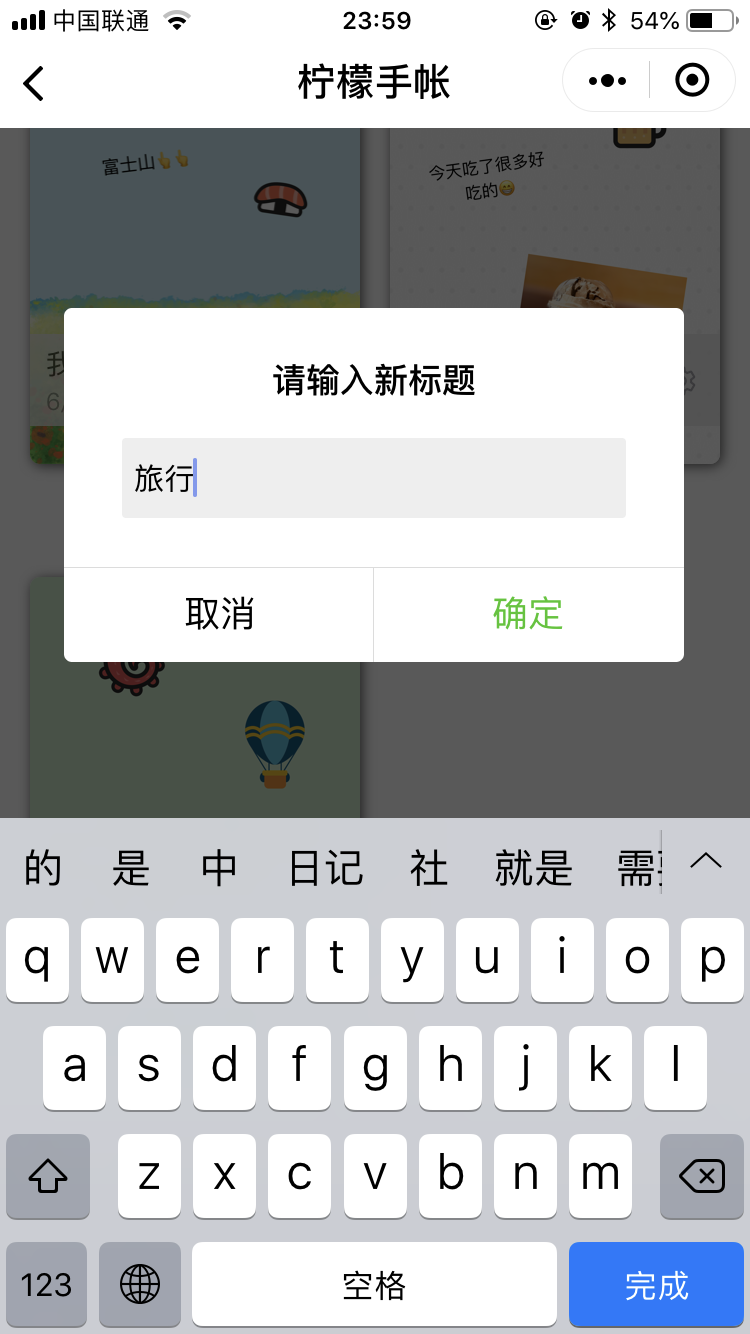 中国联通 23:59 54%
柠檬手帐
富士山👆👆
今天吃了很多好
吃的😁
我
6/
请输入新标题
旅行
取消 确定
的 是 中 日记 社 就是 需要
q w e r t y u i o p
a s d f g h j k l
z x c v b n m
123 空格 完成